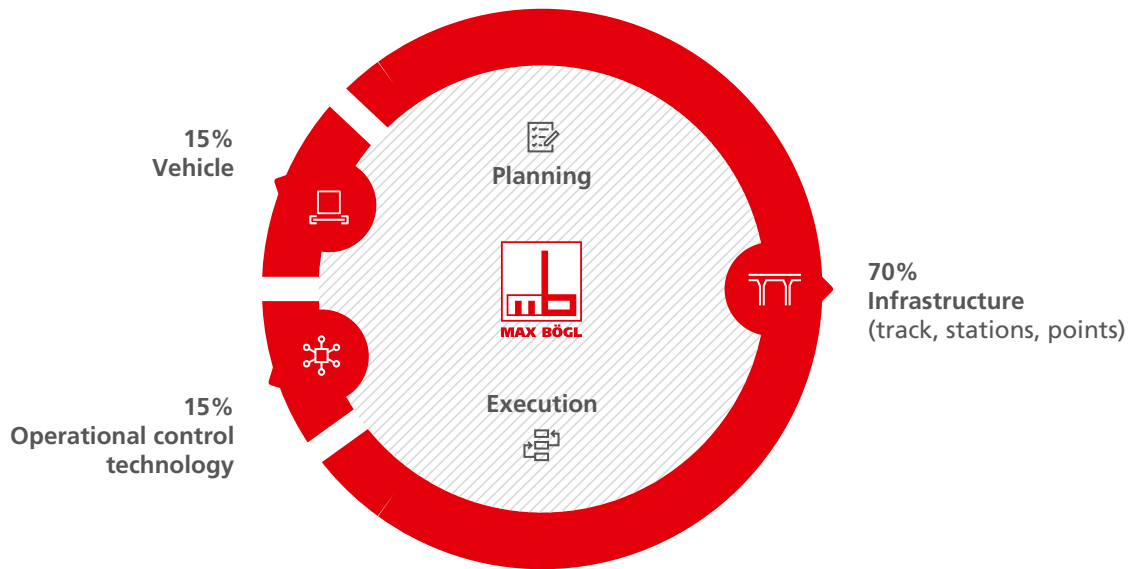 15%
Vehicle
Planning
MAX BÖGL
70%
Infrastructure
(track, stations, points)
Execution
15%
Operational control
technology